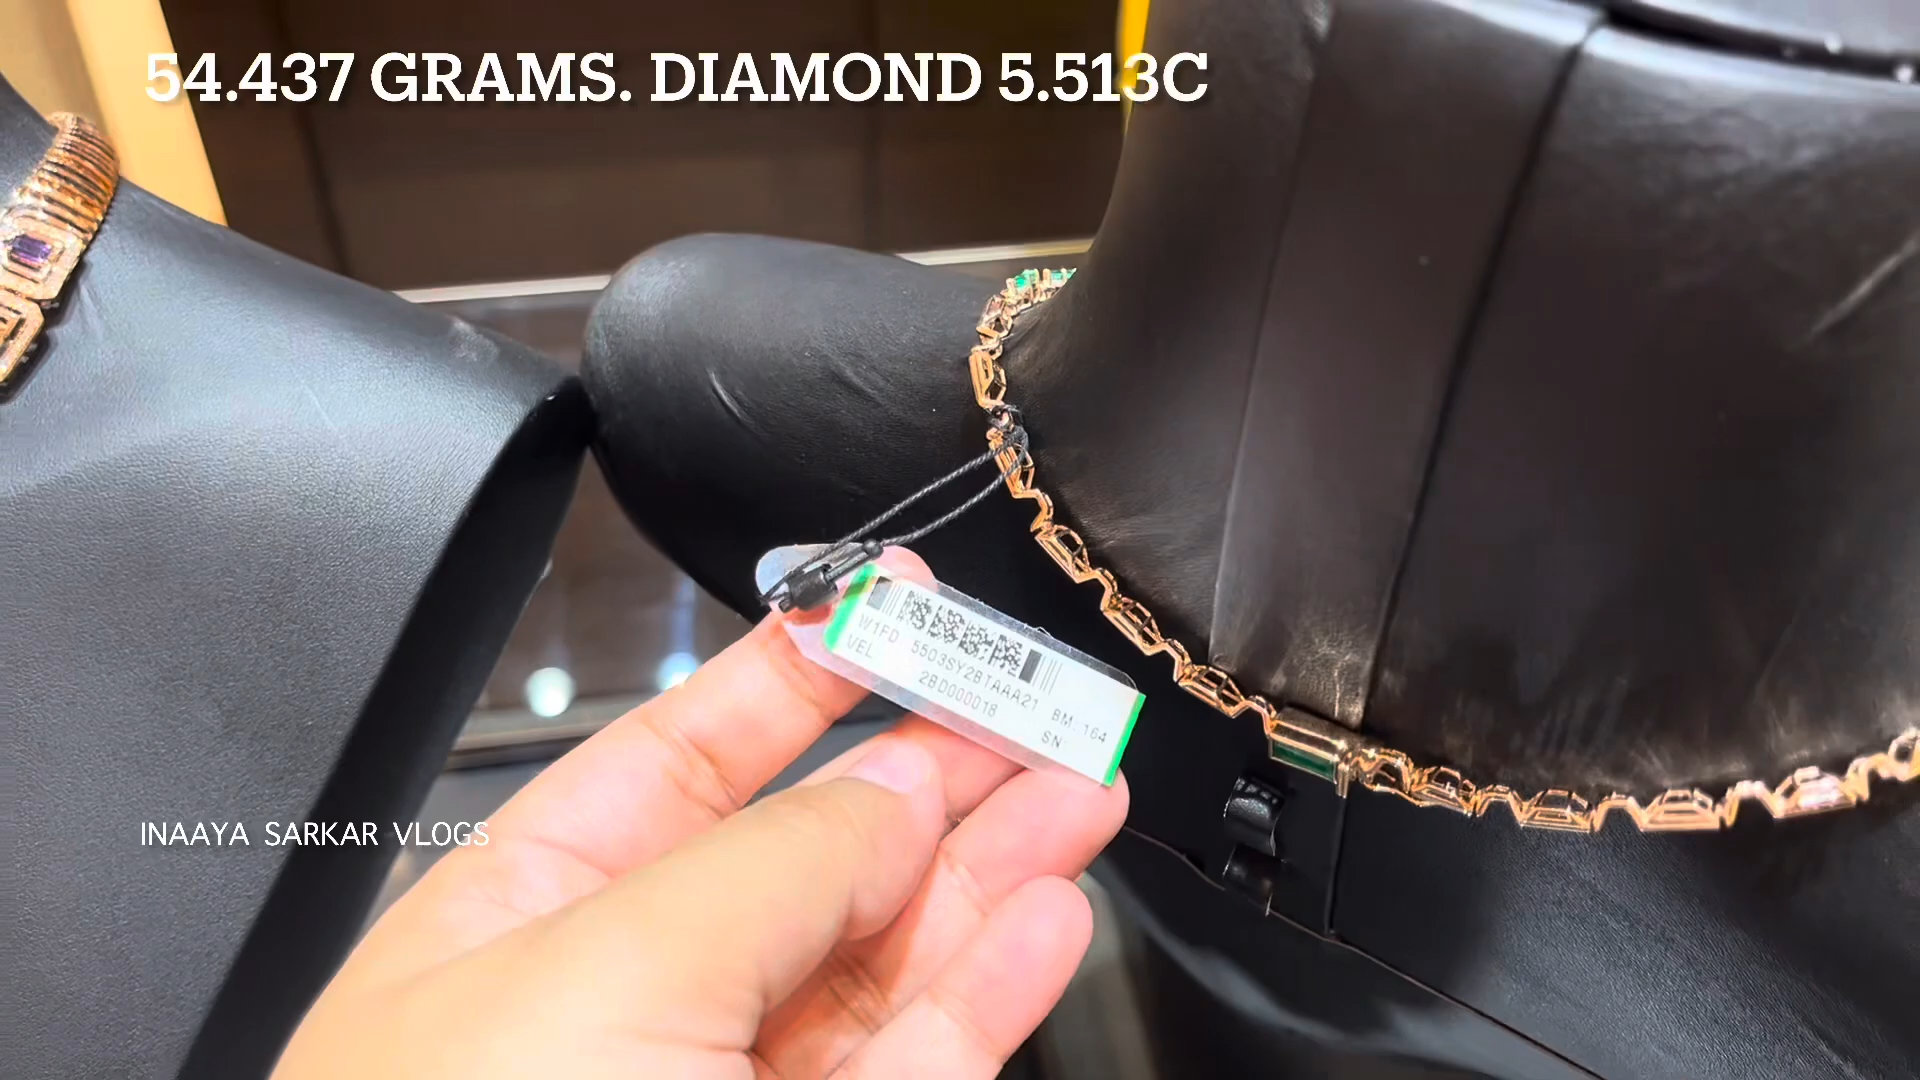 54.437 GRAMS. DIAMOND 5.513C
W1FD 5503SY2BTAAA21 BM.164
VEL 2BD000018 SN:
INAAYA SARKAR VLOGS